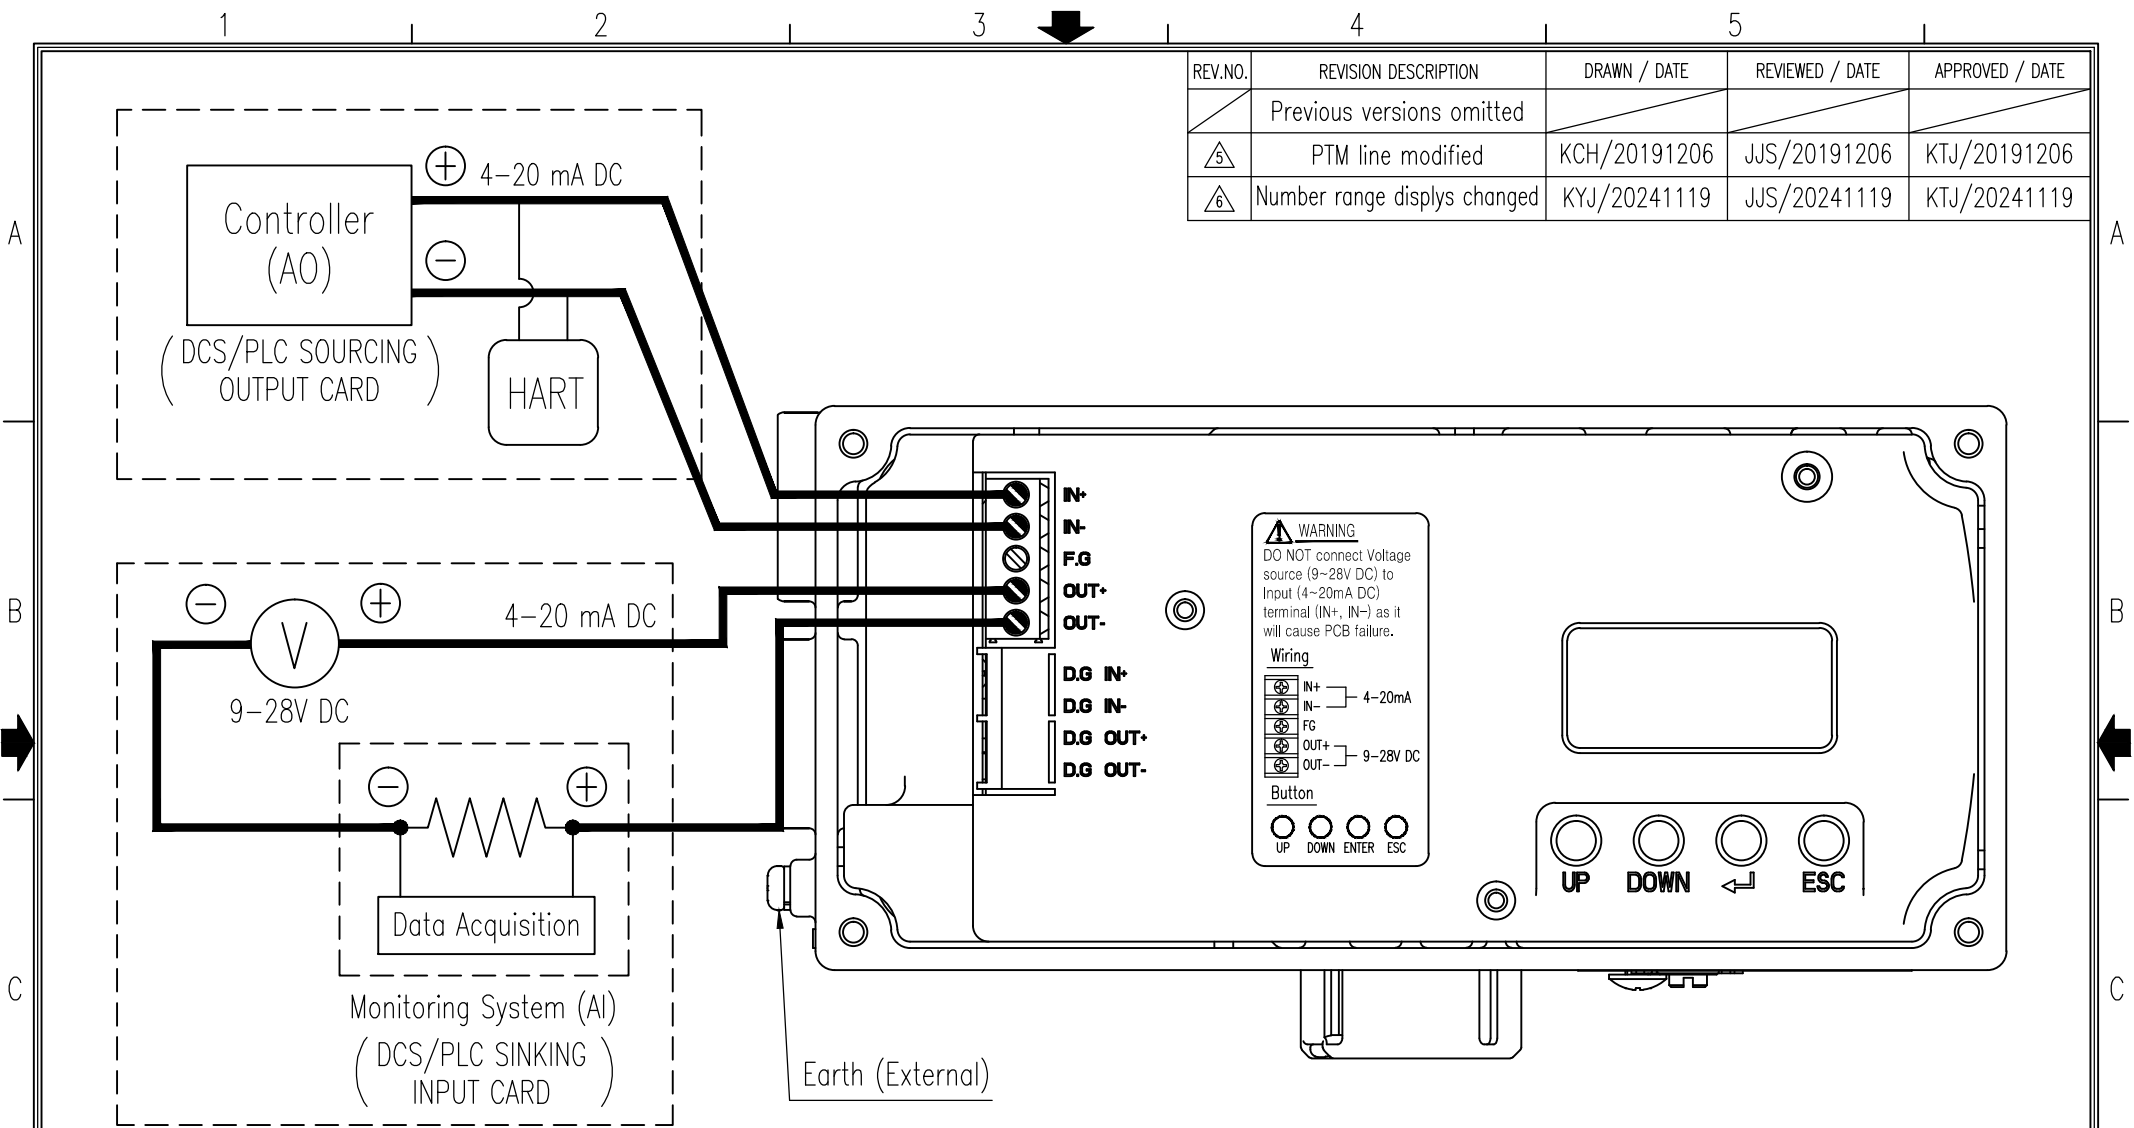 1 2 3 4 5
REV.NO. REVISION DESCRIPTION DRAWN / DATE REVIEWED / DATE APPROVED / DATE
Previous versions omitted
5 PTM line modified KCH/20191206 JJS/20191206 KTJ/20191206
6 Number range displys changed KYJ/20241119 JJS/20241119 KTJ/20241119
A A
+ 4-20 mA DC
Controller
(AO)
-
(DCS/PLC SOURCING
OUTPUT CARD)
HART
IN+
IN-
F.G
OUT+
OUT-
D.G IN+
D.G IN-
D.G OUT+
D.G OUT-
WARNING
DO NOT connect Voltage
source (9~28V DC) to
Input (4~20mA DC)
terminal (IN+, IN-) as it
will cause PCB failure.
Wiring
IN+
IN-
4-20mA
FG
OUT+
OUT-
9-28V DC
Button
UP DOWN ENTER ESC
UP DOWN ESC
B B
- + 4-20 mA DC
V
9-28V DC
- +
Data Acquisition
Monitoring System (AI)
(DCS/PLC SINKING
INPUT CARD)
Earth (External)
C C